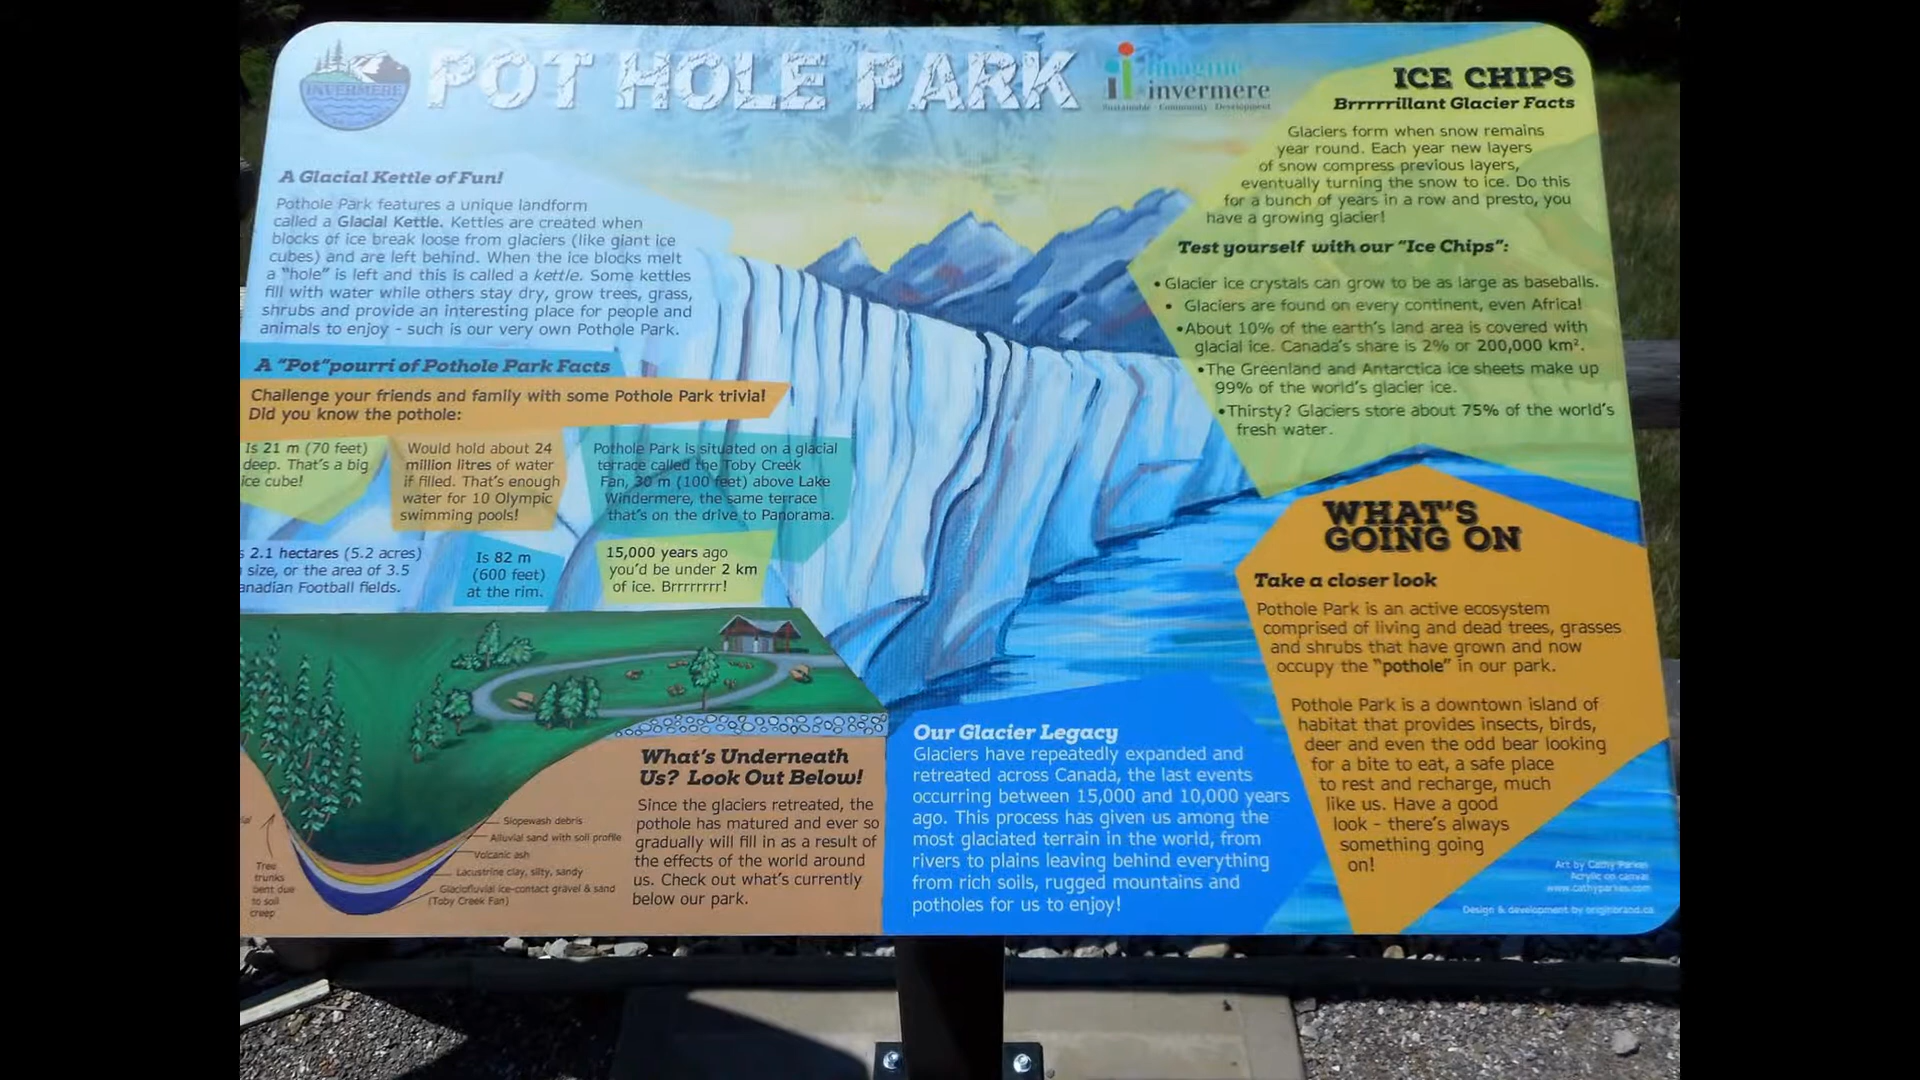 INVERMERE
POT HOLE PARK
imagine
invermere
Sustainable Community Development
A Glacial Kettle of Fun!
Pothole Park features a unique landform
called a Glacial Kettle. Kettles are created when
blocks of ice break loose from glaciers (like giant ice
cubes) and are left behind. When the ice blocks melt
a "hole" is left and this is called a kettle. Some kettles
fill with water while others stay dry, grow trees, grass,
shrubs and provide an interesting place for people and
animals to enjoy - such is our very own Pothole Park.
A "Pot"pourri of Pothole Park Facts
Challenge your friends and family with some Pothole Park trivia!
Did you know the pothole:
Is 21 m (70 feet)
deep. That's a big
ice cube!
Would hold about 24
million litres of water
if filled. That's enough
water for 10 Olympic
swimming pools!
Pothole Park is situated on a glacial
terrace called the Toby Creek
Fan, 30 m (100 feet) above Lake
Windermere, the same terrace
that's on the drive to Panorama.
2.1 hectares (5.2 acres)
size, or the area of 3.5
anadian Football fields.
Is 82 m
(600 feet)
at the rim.
15,000 years ago
you'd be under 2 km
of ice. Brrrrrrrr!
Tree
trunks
bent due
to soil
creep
Slopewash debris
Alluvial sand with soil profile
Volcanic ash
Lacustrine clay, silty, sandy
Glaciofluvial ice-contact gravel & sand
(Toby Creek Fan)
What's Underneath
Us? Look Out Below!
Since the glaciers retreated, the
pothole has matured and ever so
gradually will fill in as a result of
the effects of the world around
us. Check out what's currently
below our park.
Our Glacier Legacy
Glaciers have repeatedly expanded and
retreated across Canada, the last events
occurring between 15,000 and 10,000 years
ago. This process has given us among the
most glaciated terrain in the world, from
rivers to plains leaving behind everything
from rich soils, rugged mountains and
potholes for us to enjoy!
ICE CHIPS
Brrrrrrillant Glacier Facts
Glaciers form when snow remains
year round. Each year new layers
of snow compress previous layers,
eventually turning the snow to ice. Do this
for a bunch of years in a row and presto, you
have a growing glacier!
Test yourself with our "Ice Chips":
• Glacier ice crystals can grow to be as large as baseballs.
• Glaciers are found on every continent, even Africa!
•About 10% of the earth's land area is covered with
glacial ice. Canada's share is 2% or 200,000 km².
•The Greenland and Antarctica ice sheets make up
99% of the world's glacier ice.
•Thirsty? Glaciers store about 75% of the world's
fresh water.
WHAT'S
GOING ON
Take a closer look
Pothole Park is an active ecosystem
comprised of living and dead trees, grasses
and shrubs that have grown and now
occupy the "pothole" in our park.
Pothole Park is a downtown island of
habitat that provides insects, birds,
deer and even the odd bear looking
for a bite to eat, a safe place
to rest and recharge, much
like us. Have a good
look - there's always
something going
on!
Art by Cathy Parkes
Acrylic on canvas
www.cathyparkes.com
Design & development by originbrand.ca